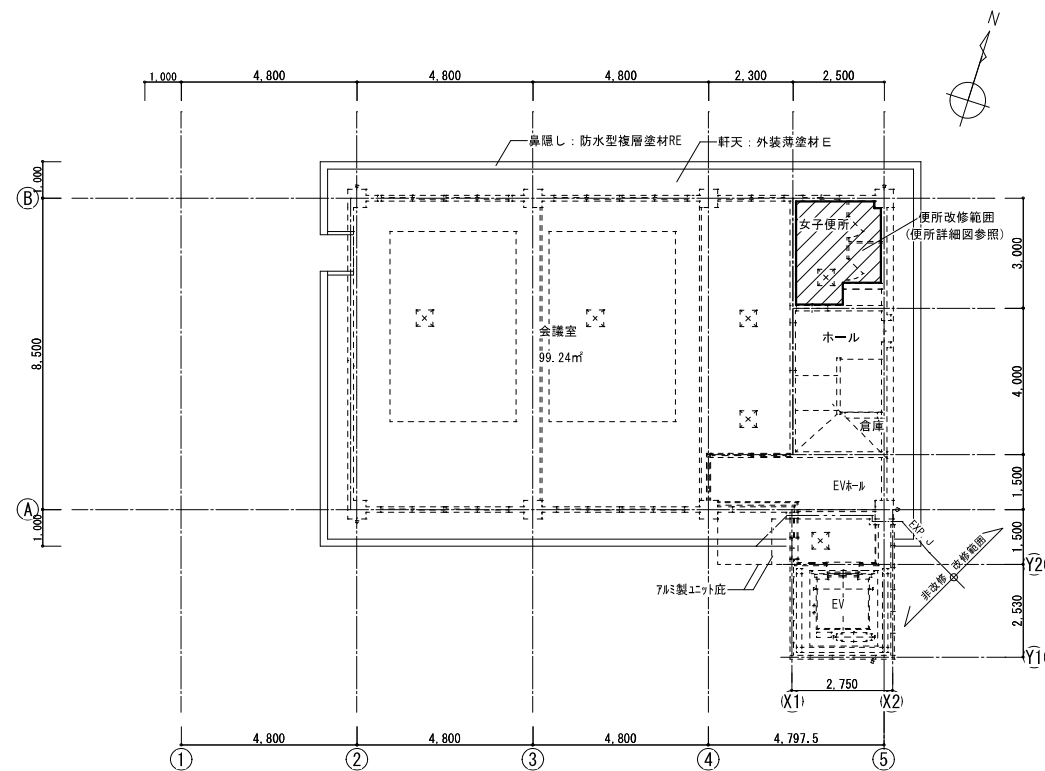 N
1,000
4,800
4,800
4,800
2,300
2,500
鼻隠し：防水型複層塗材RE
軒天：外装薄塗材E
1,000
B
女子便所
便所改修範囲
(便所詳細図参照)
3,000
会議室
99.24㎡
ホール
8,500
4,000
倉庫
EVホール
1,500
A
1,000
EXP.J
1,500
改修範囲
非改修
Y2
アルミ製ユニット庇
EV
2,530
Y1
2,750
X1
X2
4,800
4,800
4,800
4,797.5
1
2
3
4
5